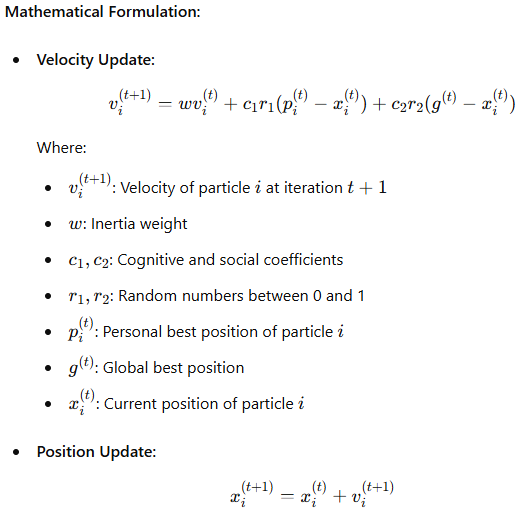 Mathematical Formulation:
• Velocity Update:
v_i^{(t+1)} = wv_i^{(t)} + c_1r_1(p_i^{(t)} − x_i^{(t)}) + c_2r_2(g^{(t)} − x_i^{(t)})
Where:
• v_i^{(t+1)}: Velocity of particle i at iteration t + 1
• w: Inertia weight
• c_1, c_2: Cognitive and social coefficients
• r_1, r_2: Random numbers between 0 and 1
• p_i^{(t)}: Personal best position of particle i
• g^{(t)}: Global best position
• x_i^{(t)}: Current position of particle i
• Position Update:
x_i^{(t+1)} = x_i^{(t)} + v_i^{(t+1)}